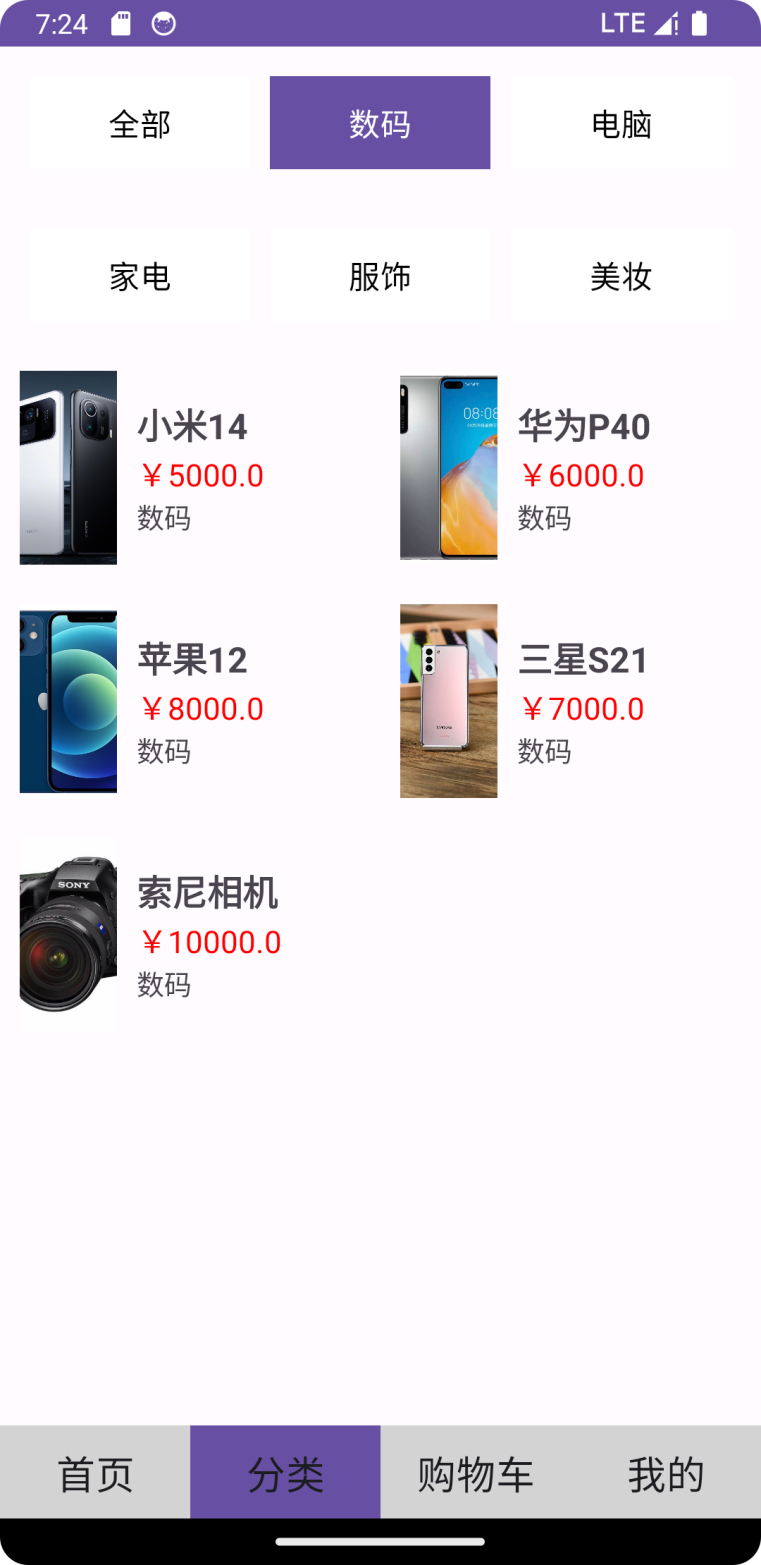 7:24 LTE
全部 数码 电脑
家电 服饰 美妆
小米14
￥5000.0
数码
华为P40
￥6000.0
数码
08:08
苹果12
￥8000.0
数码
三星S21
￥7000.0
数码
SONY
索尼相机
￥10000.0
数码
首页 分类 购物车 我的